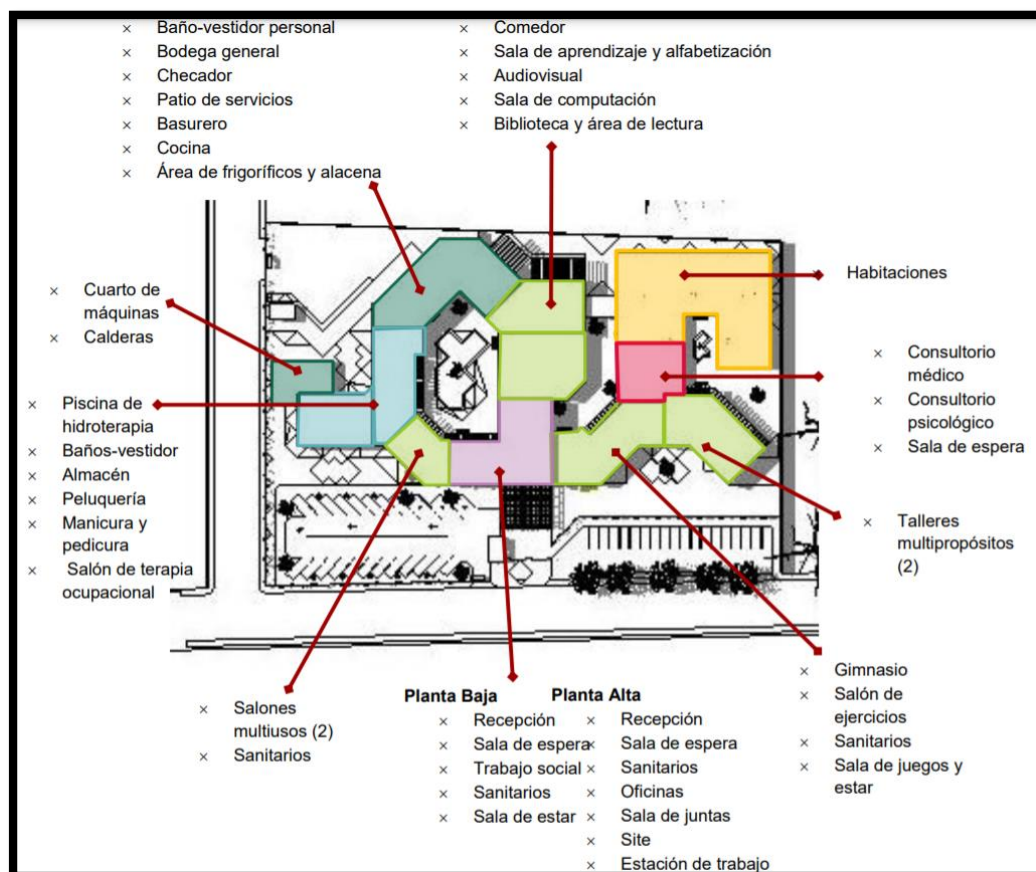 × Baño-vestidor personal
× Bodega general
× Checador
× Patio de servicios
× Basurero
× Cocina
× Área de frigoríficos y alacena
× Comedor
× Sala de aprendizaje y alfabetización
× Audiovisual
× Sala de computación
× Biblioteca y área de lectura
× Cuarto de
máquinas
× Calderas
× Habitaciones
× Consultorio
médico
× Consultorio
psicológico
× Sala de espera
× Piscina de
hidroterapia
× Baños-vestidor
× Almacén
× Peluquería
× Manicura y
pedicura
× Salón de terapia
ocupacional
× Talleres
multipropósitos
(2)
× Salones
multiusos (2)
× Sanitarios
Planta Baja
× Recepción
× Sala de espera
× Trabajo social
× Sanitarios
× Sala de estar
Planta Alta
× Recepción
× Sala de espera
× Sanitarios
× Oficinas
× Sala de juntas
× Site
× Estación de trabajo
× Gimnasio
× Salón de
ejercicios
× Sanitarios
× Sala de juegos y
estar